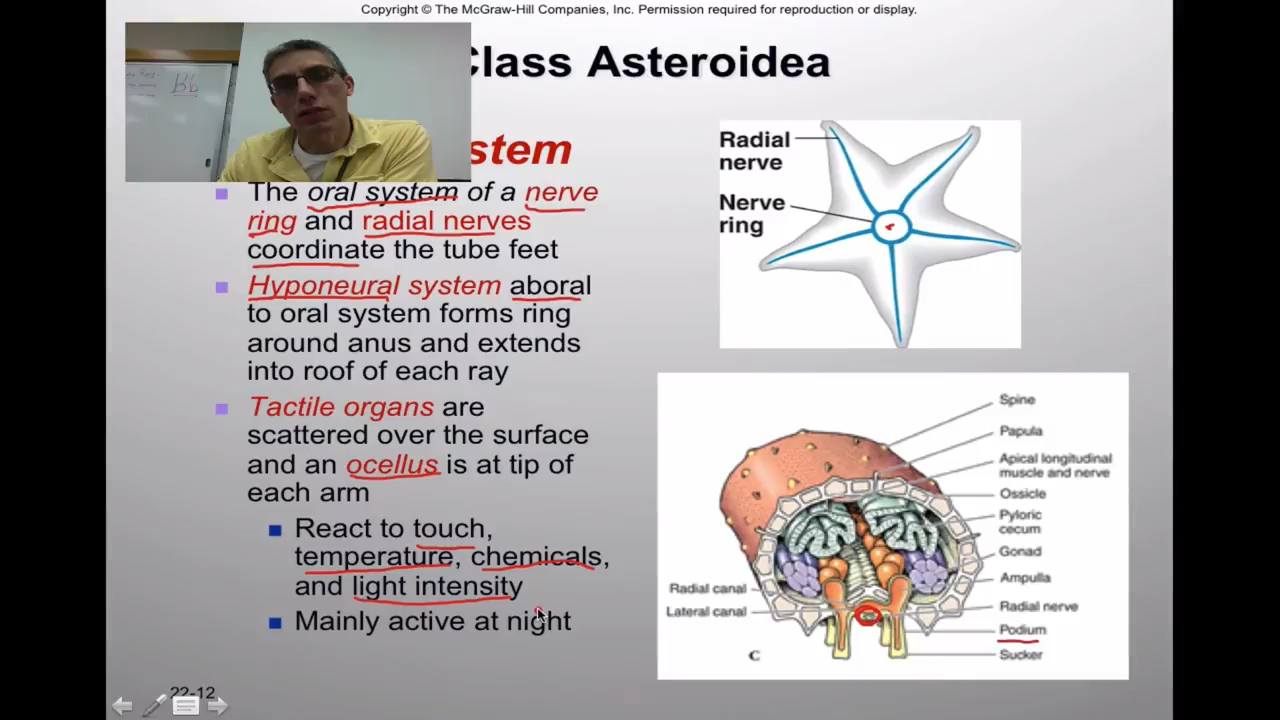 Copyright © The McGraw-Hill Companies, Inc. Permission required for reproduction or display.
Class Asteroidea
Bb
stem
The oral system of a nerve
ring and radial nerves
coordinate the tube feet
Hyponeural system aboral
to oral system forms ring
around anus and extends
into roof of each ray
Tactile organs are
scattered over the surface
and an ocellus is at tip of
each arm
React to touch,
temperature, chemicals,
and light intensity
Mainly active at night
22-12
Radial
nerve
Nerve
ring
Spine
Papula
Apical longitudinal
muscle and nerve
Ossicle
Pyloric
cecum
Gonad
Ampulla
Radial nerve
Podium
Sucker
Radial canal
Lateral canal
C